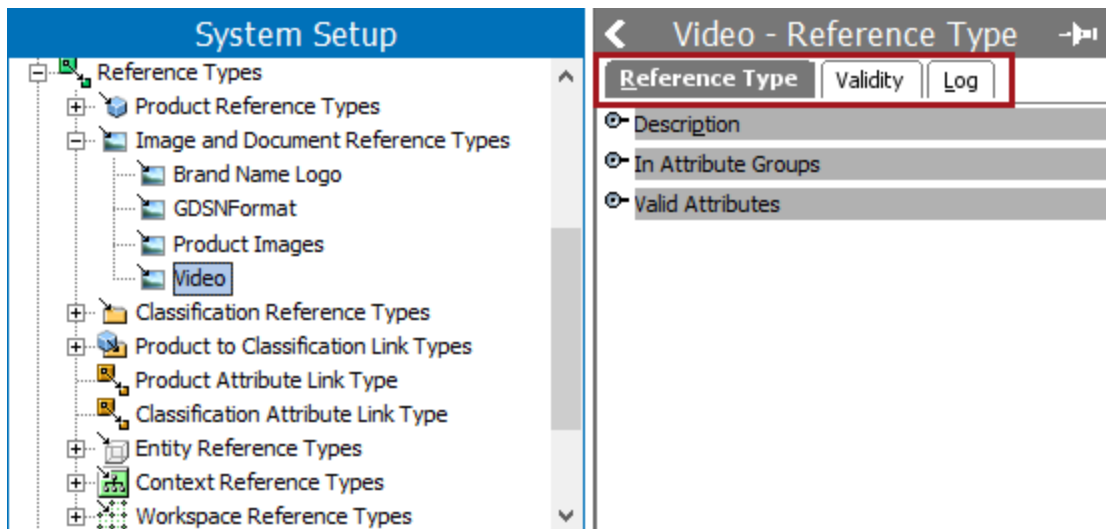 System Setup
Reference Types
Product Reference Types
Image and Document Reference Types
Brand Name Logo
GDSNFormat
Product Images
Video
Classification Reference Types
Product to Classification Link Types
Product Attribute Link Type
Classification Attribute Link Type
Entity Reference Types
Context Reference Types
Workspace Reference Types
Video - Reference Type
Reference Type Validity Log
Description
In Attribute Groups
Valid Attributes